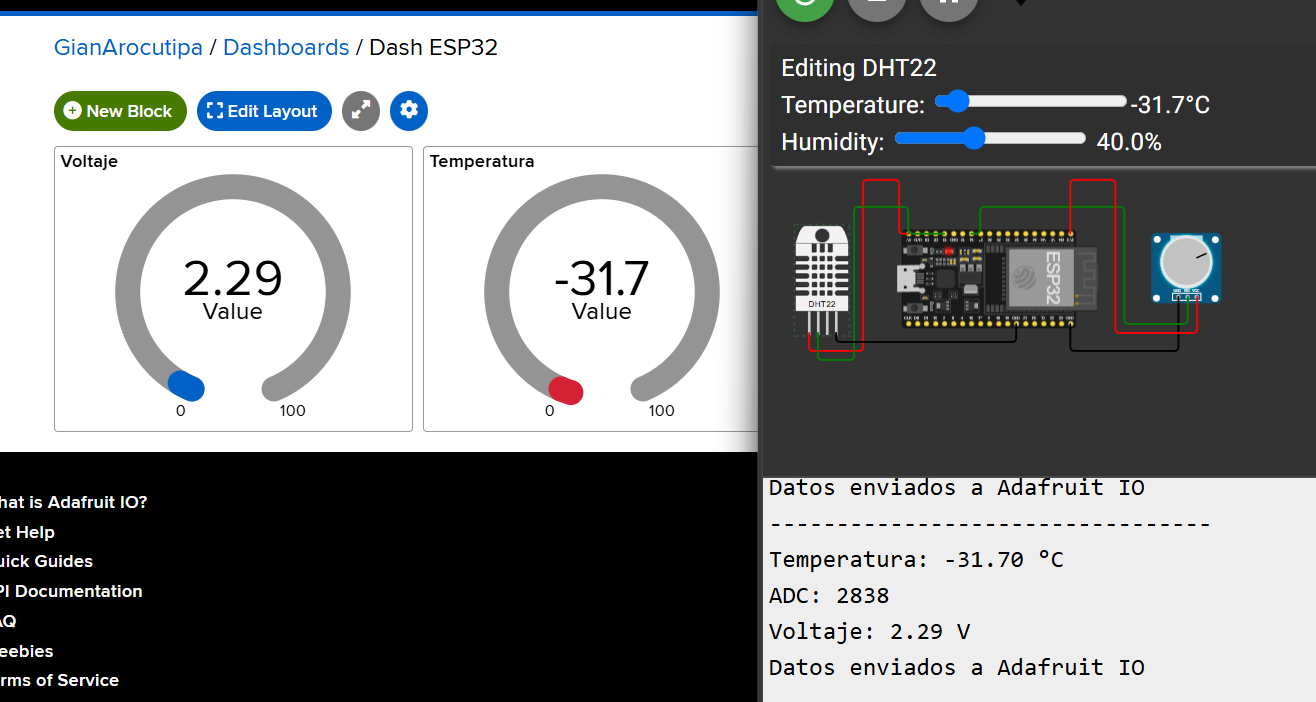 GianArocutipa / Dashboards / Dash ESP32
New Block
Edit Layout
Voltaje
2.29
Value
0
100
Temperatura
-31.7
Value
0
100
hat is Adafruit IO?
et Help
uick Guides
PI Documentation
AQ
eebies
rms of Service
Editing DHT22
Temperature: -31.7°C
Humidity: 40.0%
DHT22
ESP32
GND SIG VCC
Datos enviados a Adafruit IO
---------------------------------
Temperatura: -31.70 °C
ADC: 2838
Voltaje: 2.29 V
Datos enviados a Adafruit IO